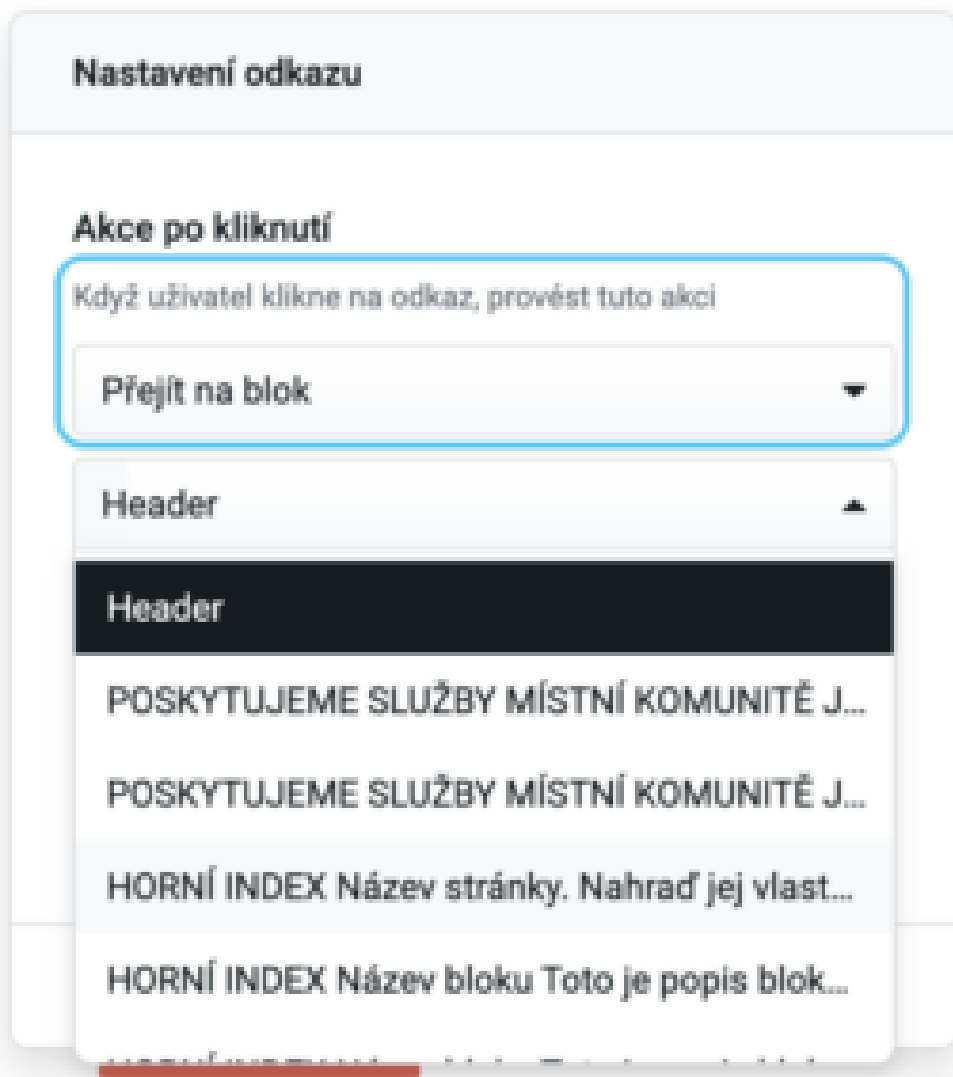 Nastavení odkazu
Akce po kliknutí
Když uživatel klikne na odkaz, provést tuto akci
Přejít na blok
Header
Header
POSKYTUJEME SLUŽBY MÍSTNÍ KOMUNITĚ J...
POSKYTUJEME SLUŽBY MÍSTNÍ KOMUNITĚ J...
HORNÍ INDEX Název stránky. Nahraď jej vlast...
HORNÍ INDEX Název bloku Toto je popis blok...